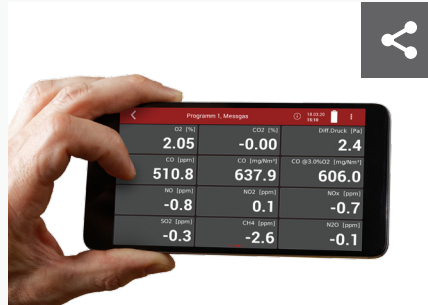 Programm 1, Messgas
18.03.20
15:10
O2 [%]
2.05
CO2 [%]
-0.00
Diff.Druck [Pa]
2.4
CO [ppm]
510.8
CO [mg/Nm³]
637.9
CO @3.0%O2 [mg/Nm³]
606.0
NO [ppm]
-0.8
NO2 [ppm]
0.1
NOx [ppm]
-0.7
SO2 [ppm]
-0.3
CH4 [ppm]
-2.6
N2O [ppm]
-0.1